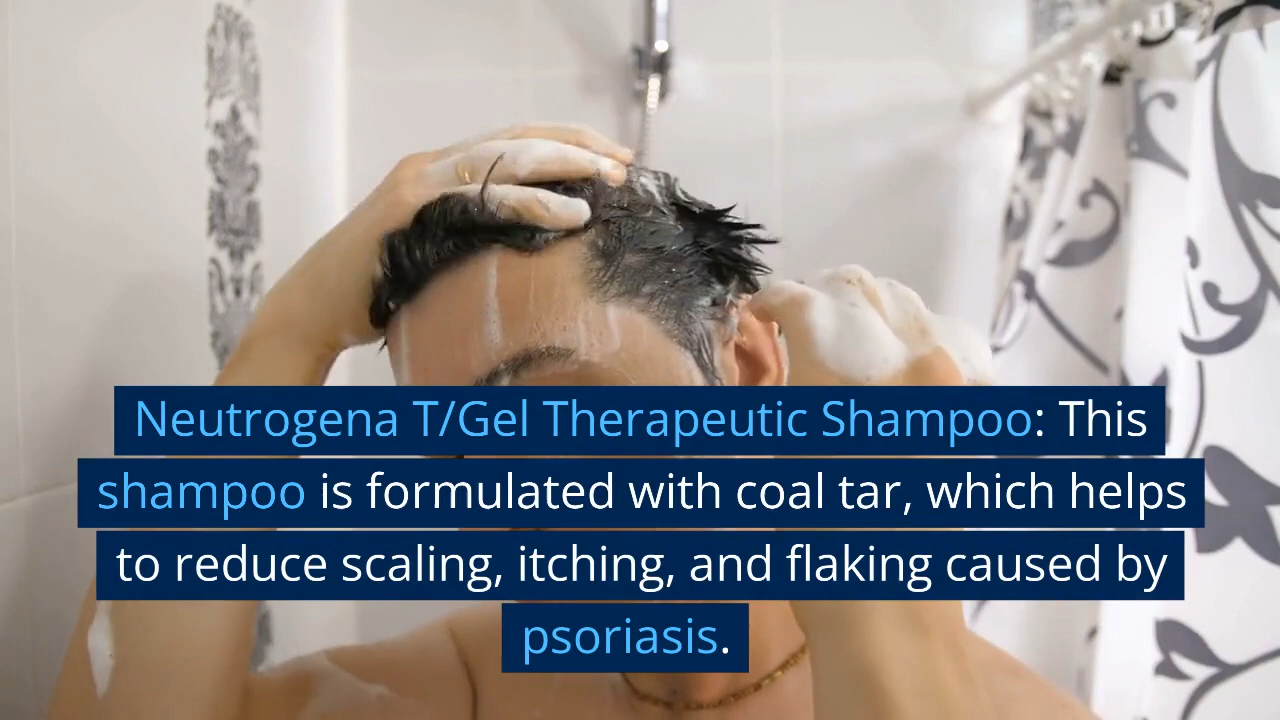 Neutrogena T/Gel Therapeutic Shampoo: This
shampoo is formulated with coal tar, which helps
to reduce scaling, itching, and flaking caused by
psoriasis.